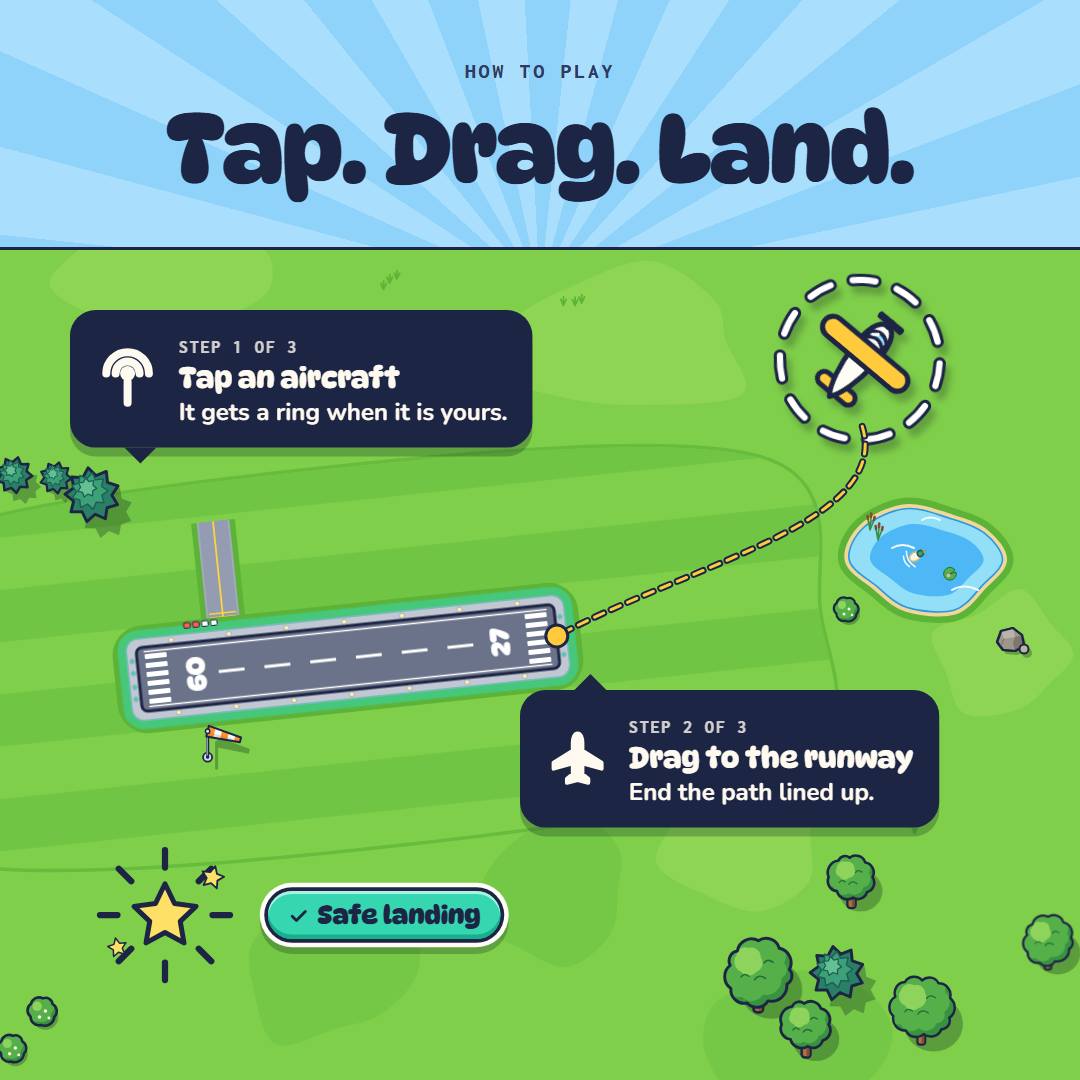 HOW TO PLAY
Tap. Drag. Land.
STEP 1 OF 3
Tap an aircraft
It gets a ring when it is yours.
09
27
STEP 2 OF 3
Drag to the runway
End the path lined up.
Safe landing